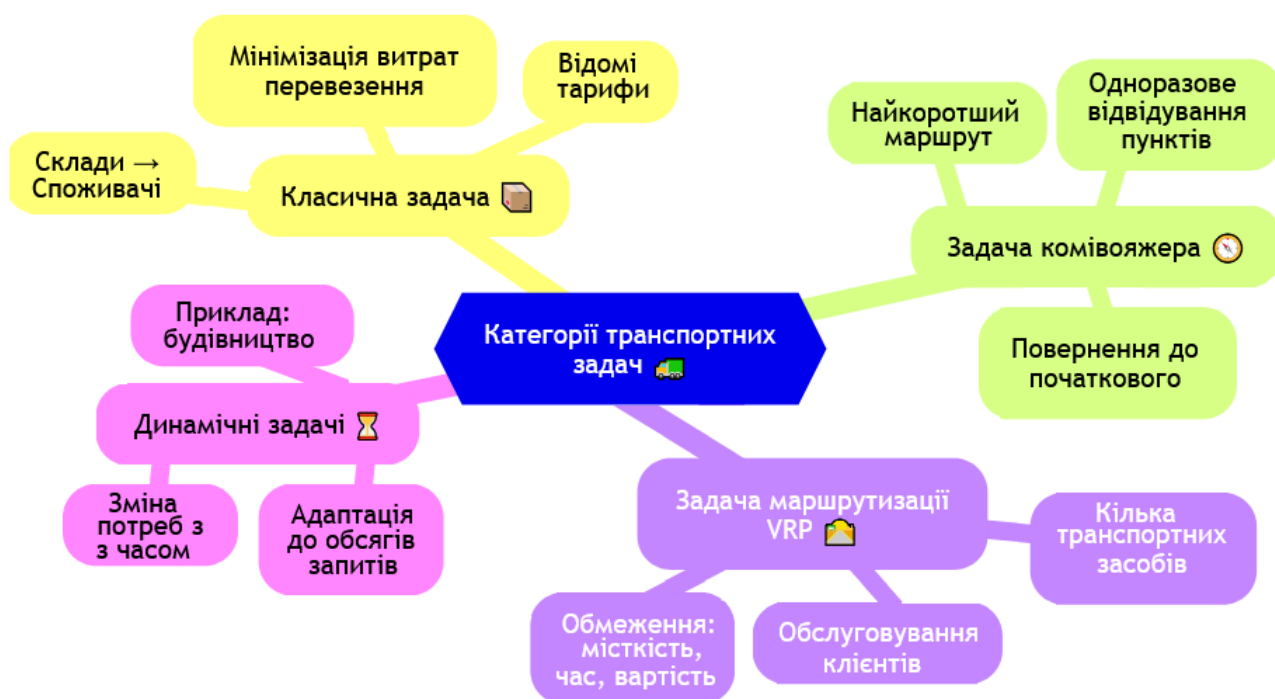 Мінімізація витрат
перевезення
Відомі
тарифи
Склади →
Споживачі
Класична задача
Найкоротший
маршрут
Одноразове
відвідування
пунктів
Задача комівояжера
Повернення до
початкового
Категорії транспортних
задач
Приклад:
будівництво
Динамічні задачі
Зміна
потреб з
з часом
Адаптація
до обсягів
запитів
Задача маршрутизації
VRP
Кілька
транспортних
засобів
Обмеження:
місткість,
час, вартість
Обслуговування
клієнтів